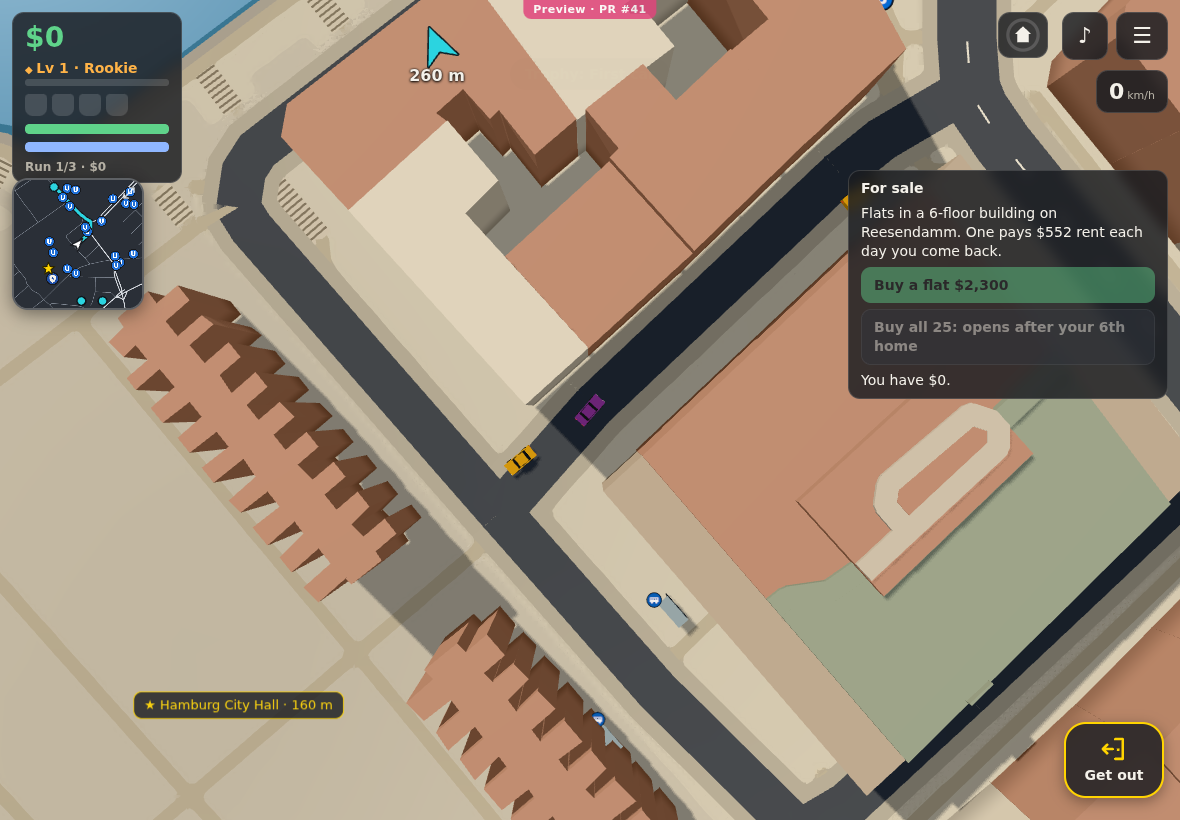 Preview · PR #41
$0
Lv 1 · Rookie
Run 1/3 · $0
260 m
0 km/h
For sale
Flats in a 6-floor building on
Reesendamm. One pays $552 rent each
day you come back.
Buy a flat $2,300
Buy all 25: opens after your 6th
home
You have $0.
★ Hamburg City Hall · 160 m
Get out